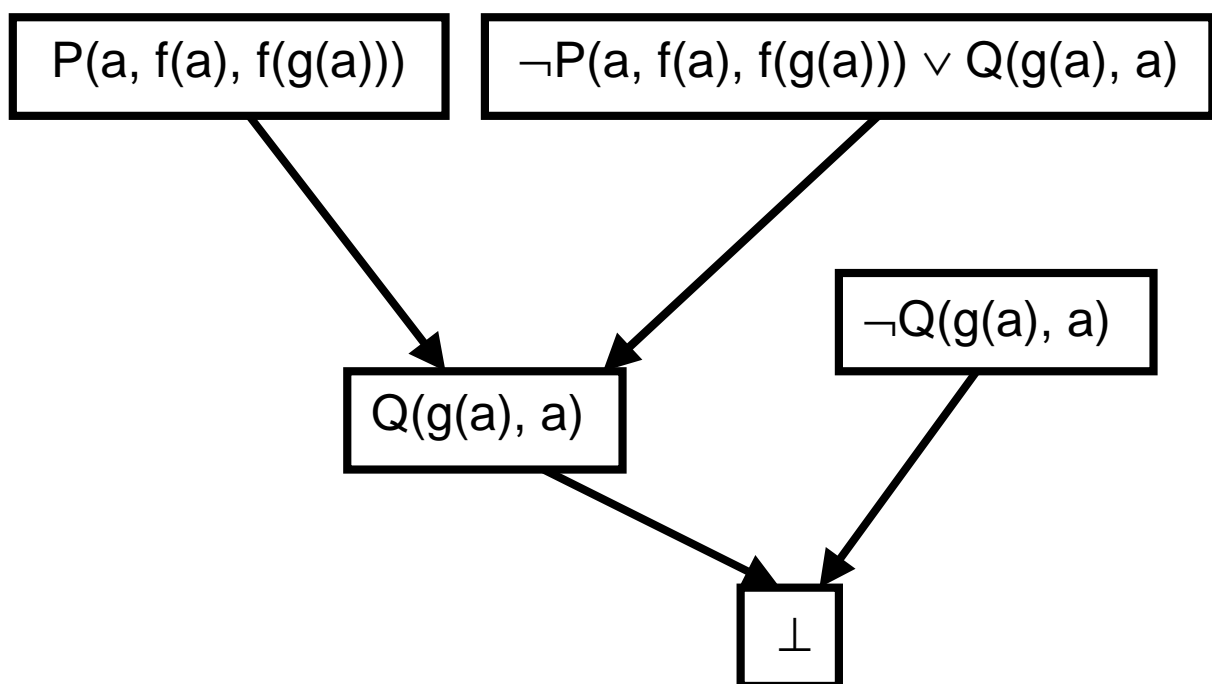 P(a, f(a), f(g(a)))
¬P(a, f(a), f(g(a))) ∨ Q(g(a), a)
¬Q(g(a), a)
Q(g(a), a)
⊥